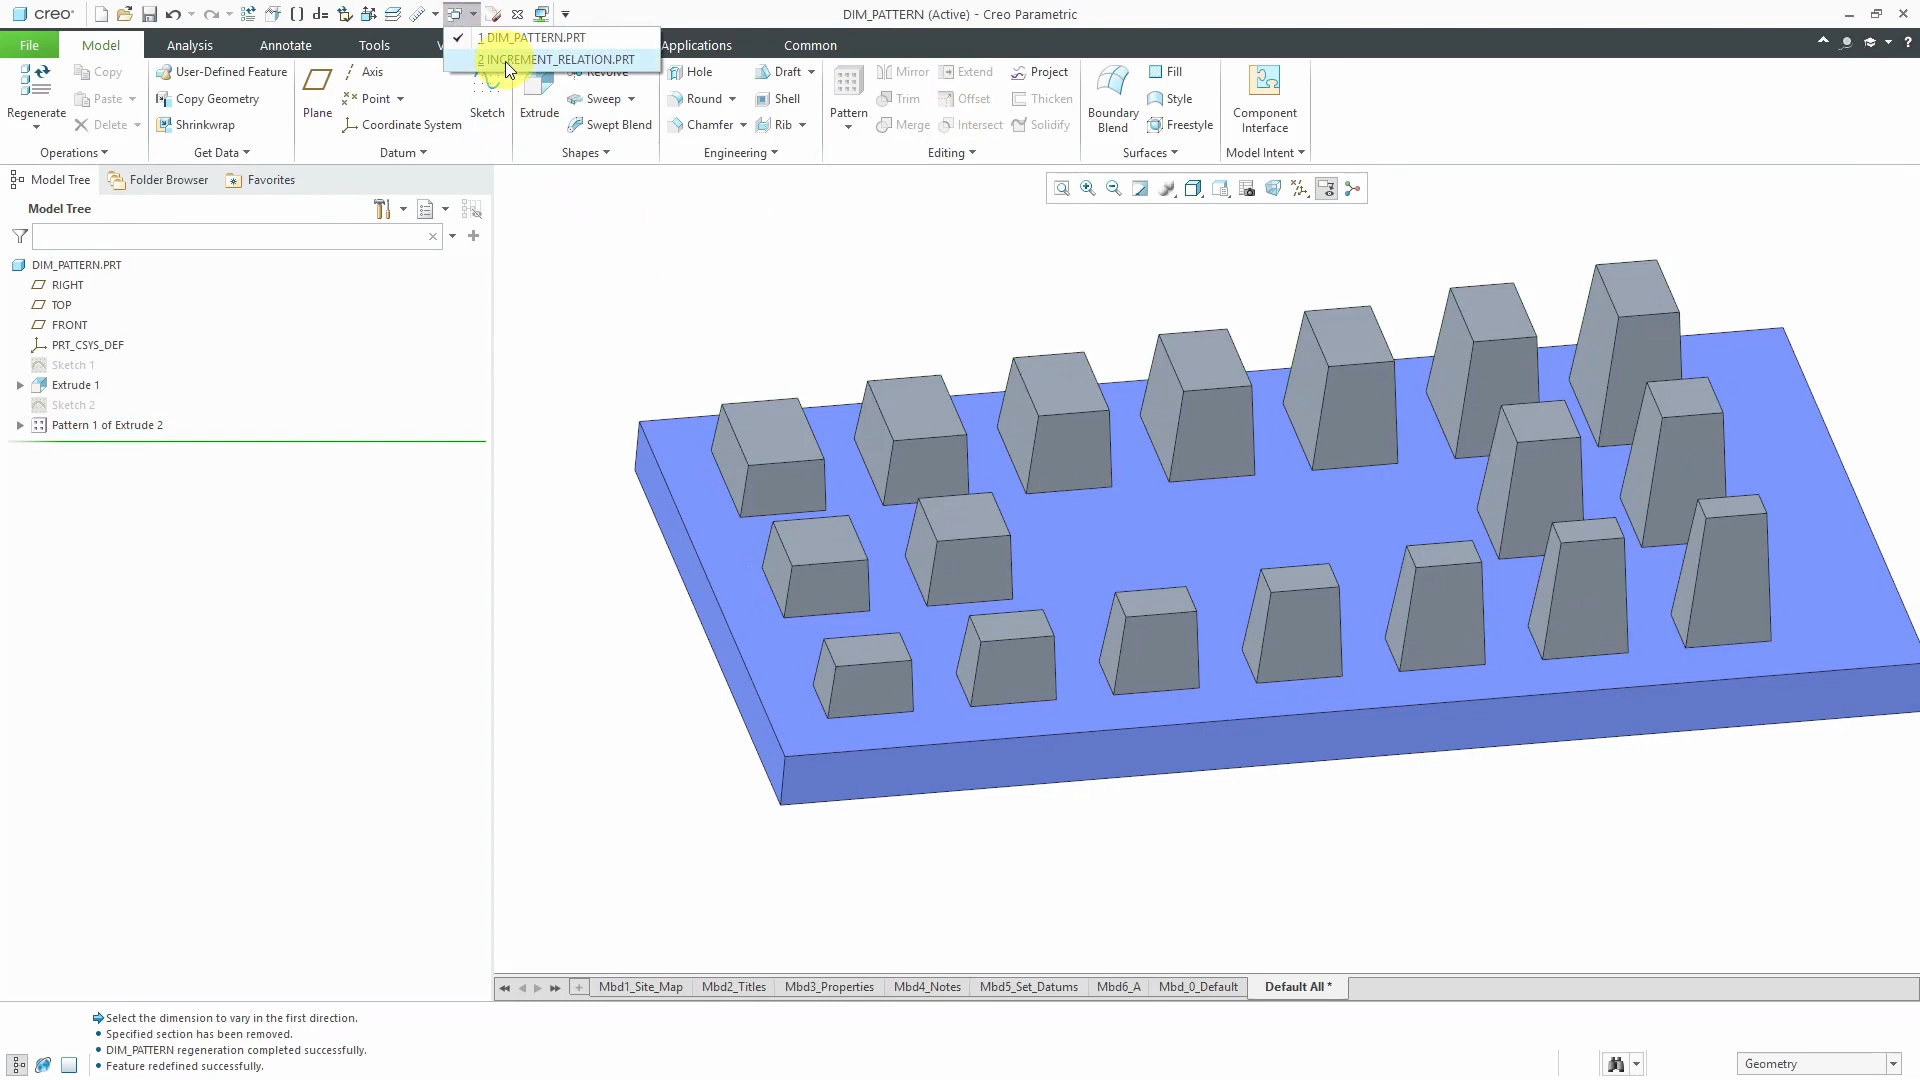 creo®
DIM_PATTERN (Active) - Creo Parametric
1 DIM_PATTERN.PRT
2 INCREMENT_RELATION.PRT
File
Model
Analysis
Annotate
Tools
V
Applications
Common
Regenerate
Copy
Paste
Delete
Operations
User-Defined Feature
Copy Geometry
Shrinkwrap
Get Data
Plane
Axis
Point
Coordinate System
Sketch
Datum
Extrude
Revolve
Sweep
Swept Blend
Shapes
Hole
Round
Chamfer
Draft
Shell
Rib
Engineering
Pattern
Mirror
Trim
Merge
Extend
Offset
Intersect
Project
Thicken
Solidify
Editing
Boundary
Blend
Fill
Style
Freestyle
Surfaces
Component
Interface
Model Intent
Model Tree
Folder Browser
Favorites
Model Tree
DIM_PATTERN.PRT
RIGHT
TOP
FRONT
PRT_CSYS_DEF
Sketch 1
Extrude 1
Sketch 2
Pattern 1 of Extrude 2
Mbd1_Site_Map
Mbd2_Titles
Mbd3_Properties
Mbd4_Notes
Mbd5_Set_Datums
Mbd6_A
Mbd_0_Default
Default All *
Select the dimension to vary in the first direction.
• Specified section has been removed.
• DIM_PATTERN regeneration completed successfully.
• Feature redefined successfully.
Geometry